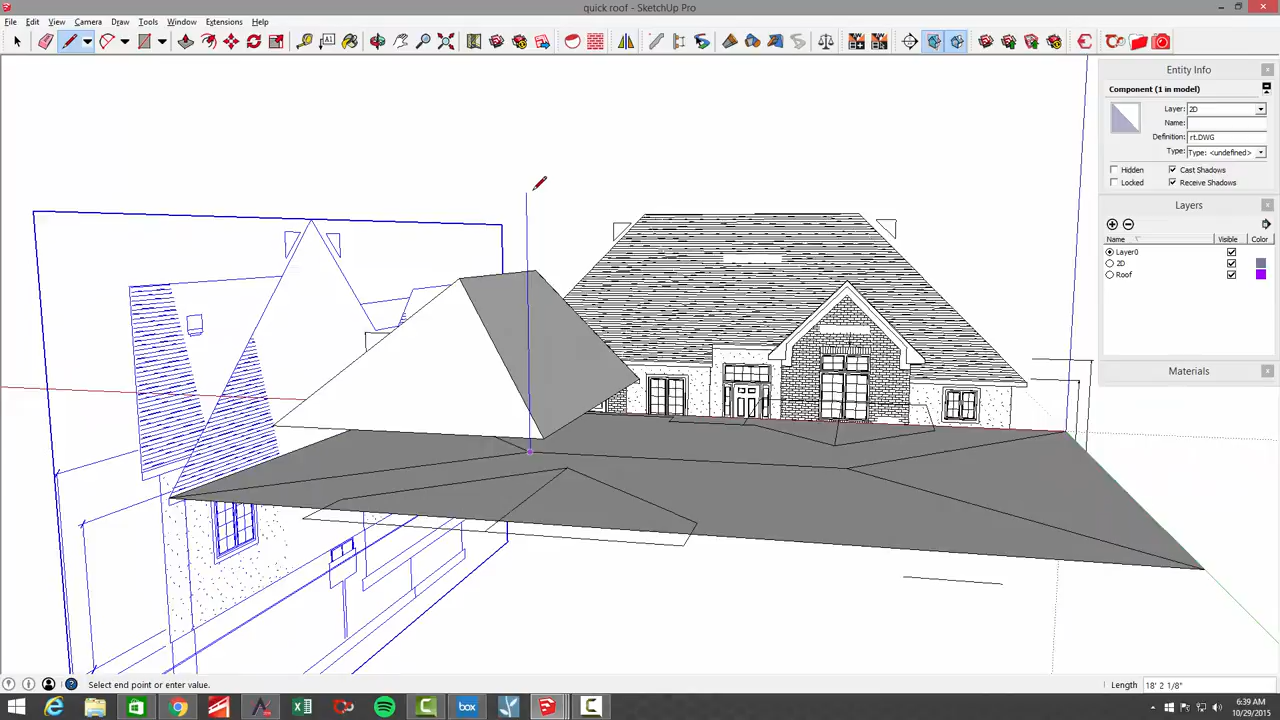 quick roof - SketchUp Pro
File Edit View Camera Draw Tools Window Extensions Help
Entity Info
Component (1 in model)
Layer: 2D
Name:
Definition: rt.DWG
Type: Type: <undefined>
Hidden Cast Shadows
Locked Receive Shadows
Layers
Name Visible Color
Layer0
2D
Roof
Materials
Select end point or enter value.
Length 18' 2 1/8"
box
6:39 AM
10/29/2015